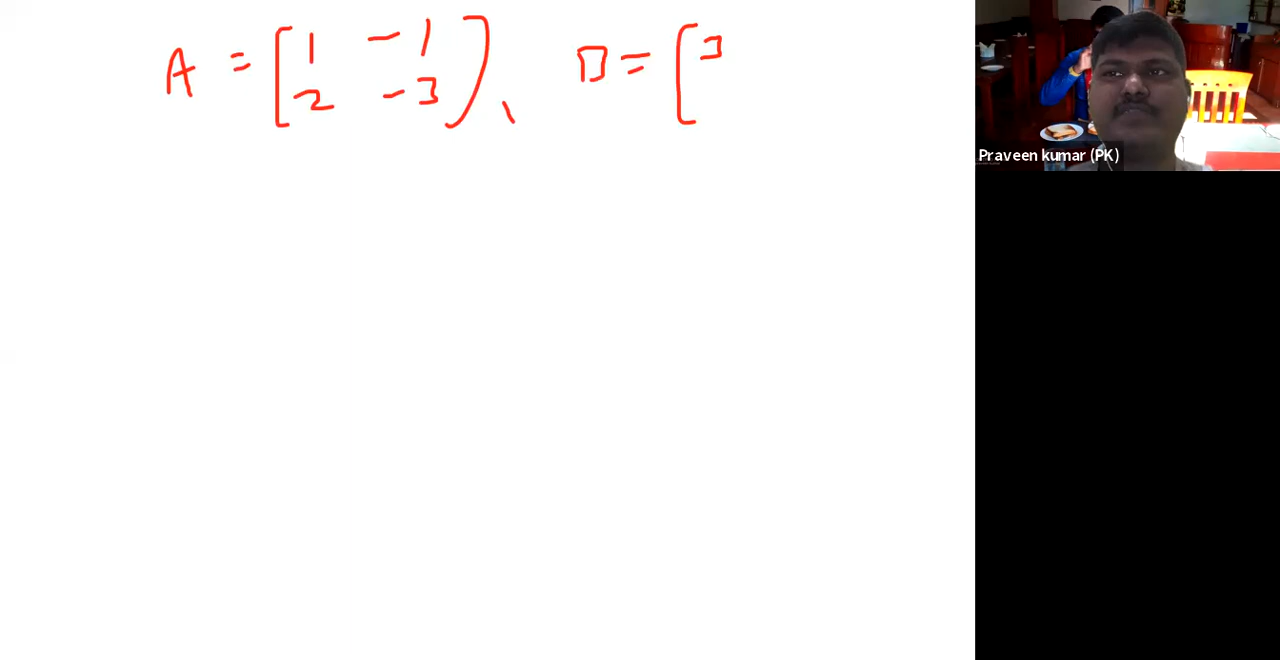 A = [ 1 -1
2 -3 ], B = [ 3
Praveen kumar (PK)